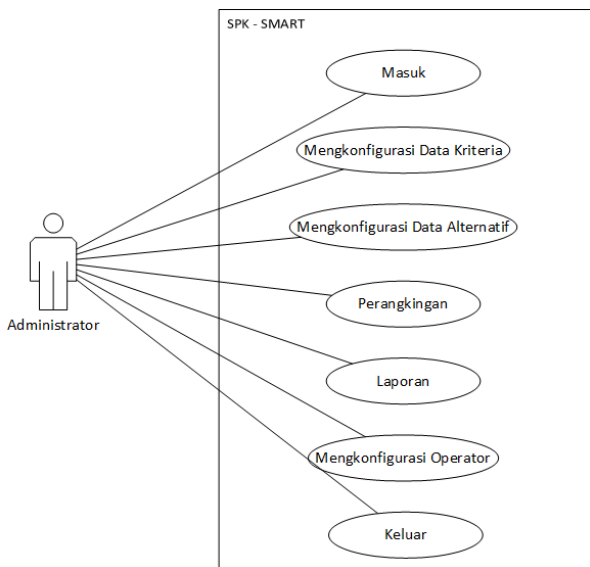 SPK - SMART
Masuk
Mengkonfigurasi Data Kriteria
Mengkonfigurasi Data Alternatif
Perangkingan
Administrator
Laporan
Mengkonfigurasi Operator
Keluar